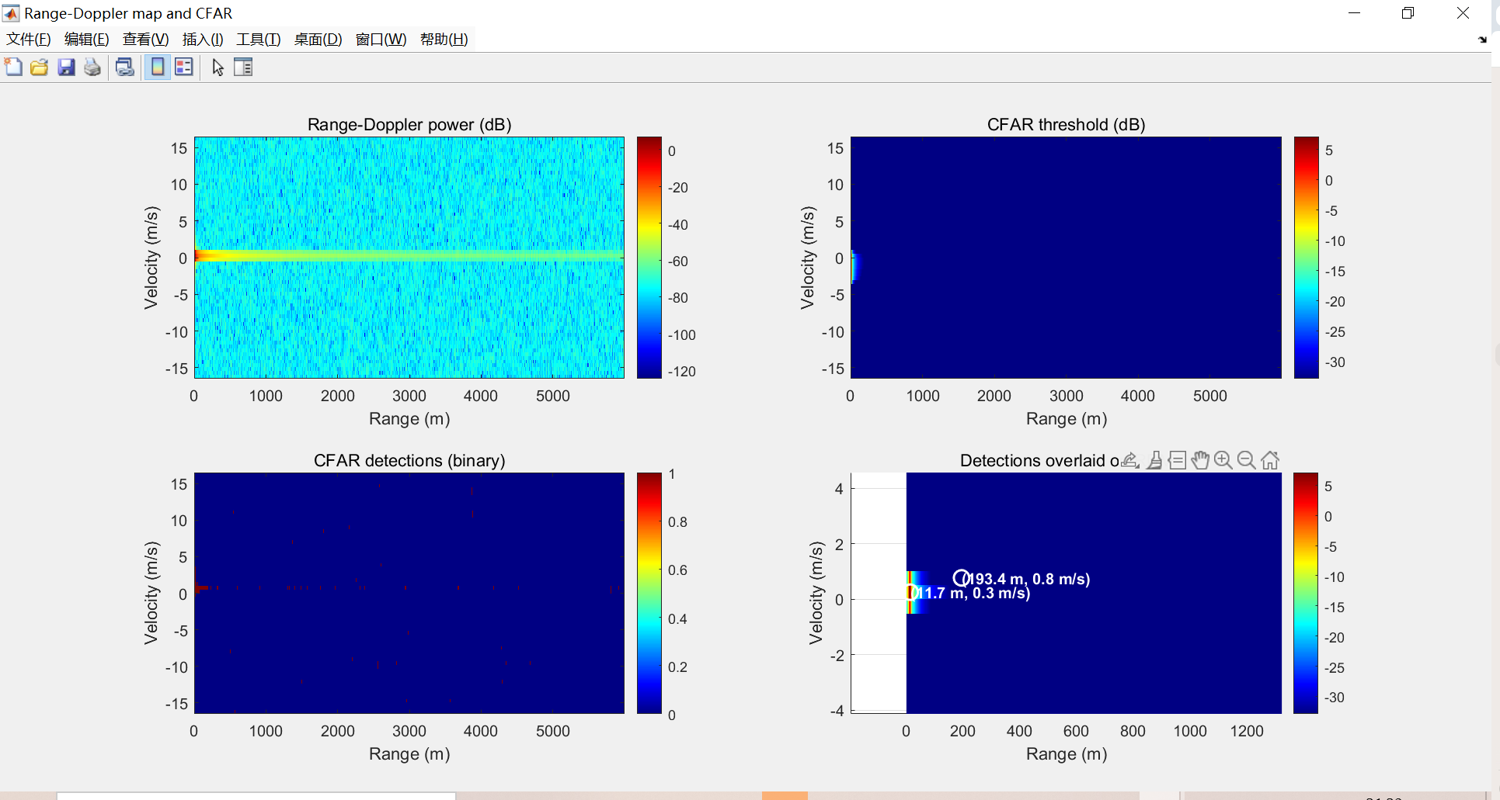 Range-Doppler map and CFAR
文件(F) 编辑(E) 查看(V) 插入(I) 工具(T) 桌面(D) 窗口(W) 帮助(H)
Range-Doppler power (dB)
15
10
5
0
-5
-10
-15
Velocity (m/s)
0 1000 2000 3000 4000 5000
Range (m)
0
-20
-40
-60
-80
-100
-120
CFAR threshold (dB)
15
10
5
0
-5
-10
-15
Velocity (m/s)
0 1000 2000 3000 4000 5000
Range (m)
5
0
-5
-10
-15
-20
-25
-30
CFAR detections (binary)
15
10
5
0
-5
-10
-15
Velocity (m/s)
0 1000 2000 3000 4000 5000
Range (m)
1
0.8
0.6
0.4
0.2
0
Detections overlaid o
4
2
0
-2
-4
Velocity (m/s)
(193.4 m, 0.8 m/s)
(11.7 m, 0.3 m/s)
0 200 400 600 800 1000 1200
Range (m)
5
0
-5
-10
-15
-20
-25
-30